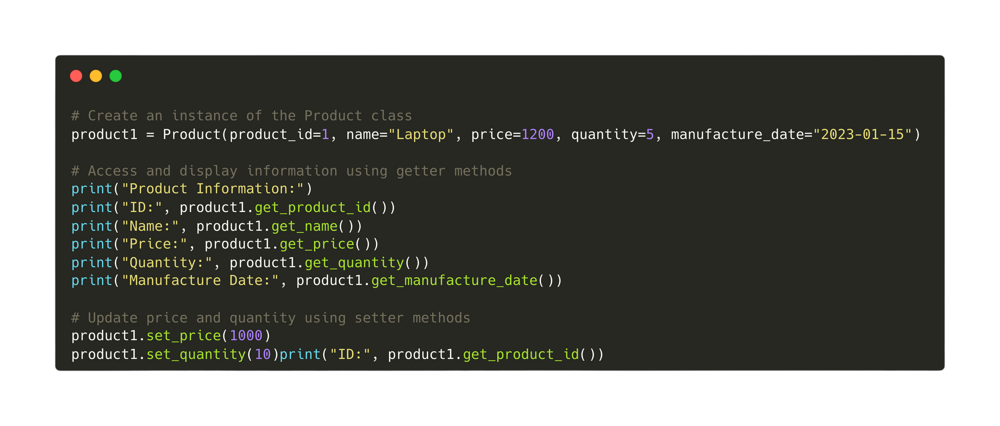 # Create an instance of the Product class
product1 = Product(product_id=1, name="Laptop", price=1200, quantity=5, manufacture_date="2023-01-15")
# Access and display information using getter methods
print("Product Information:")
print("ID:", product1.get_product_id())
print("Name:", product1.get_name())
print("Price:", product1.get_price())
print("Quantity:", product1.get_quantity())
print("Manufacture Date:", product1.get_manufacture_date())
# Update price and quantity using setter methods
product1.set_price(1000)
product1.set_quantity(10)print("ID:", product1.get_product_id())